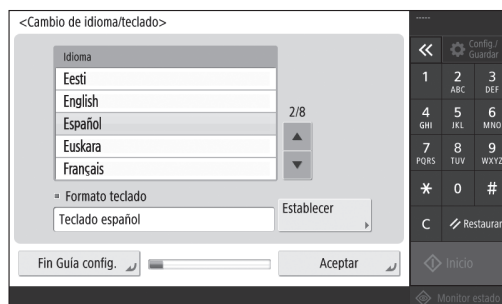 <Cambio de idioma/teclado>
Idioma
Eesti
English
Español
Euskara
Français
2/8
Formato teclado
Teclado español
Establecer
Fin Guía config.
Aceptar
-----
Config./
Guardar
1
2
ABC
3
DEF
4
GHI
5
JKL
6
MNO
7
PQRS
8
TUV
9
WXYZ
*
0
#
C
Restaurar
Inicio
Monitor estado